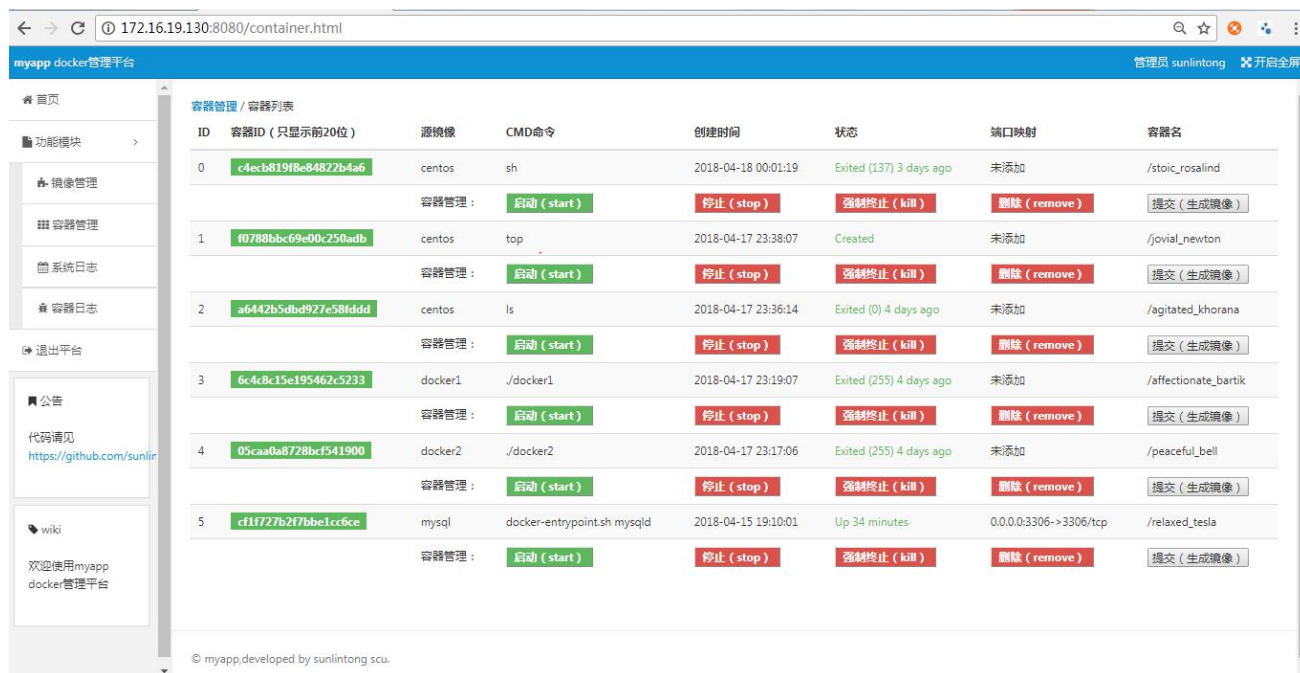 172.16.19.130:8080/container.html
myapp docker管理平台 管理员 sunlintong 开启全屏
首页
功能模块
镜像管理
容器管理
系统日志
容器日志
退出平台
公告
代码请见
https://github.com/sunlin
wiki
欢迎使用myapp
docker管理平台
容器管理 / 容器列表
ID 容器ID（只显示前20位） 源镜像 CMD命令 创建时间 状态 端口映射 容器名
0 c4ecb819f8e84822b4a6 centos sh 2018-04-18 00:01:19 Exited (137) 3 days ago 未添加 /stoic_rosalind
容器管理： 启动（start） 停止（stop） 强制终止（kill） 删除（remove） 提交（生成镜像）
1 f0788bbc69e00c250adb centos top 2018-04-17 23:38:07 Created 未添加 /jovial_newton
容器管理： 启动（start） 停止（stop） 强制终止（kill） 删除（remove） 提交（生成镜像）
2 a6442b5dbd927e58fddd centos ls 2018-04-17 23:36:14 Exited (0) 4 days ago 未添加 /agitated_khorana
容器管理： 启动（start） 停止（stop） 强制终止（kill） 删除（remove） 提交（生成镜像）
3 6c4c8c15e195462c5233 docker1 ./docker1 2018-04-17 23:19:07 Exited (255) 4 days ago 未添加 /affectionate_bartik
容器管理： 启动（start） 停止（stop） 强制终止（kill） 删除（remove） 提交（生成镜像）
4 05caa0a8728bcf541900 docker2 ./docker2 2018-04-17 23:17:06 Exited (255) 4 days ago 未添加 /peaceful_bell
容器管理： 启动（start） 停止（stop） 强制终止（kill） 删除（remove） 提交（生成镜像）
5 cf1f727b2f7bbe1cc6ce mysql docker-entrypoint.sh mysqld 2018-04-15 19:10:01 Up 34 minutes 0.0.0.0:3306->3306/tcp /relaxed_tesla
容器管理： 启动（start） 停止（stop） 强制终止（kill） 删除（remove） 提交（生成镜像）
© myapp,developed by sunlintong scu.